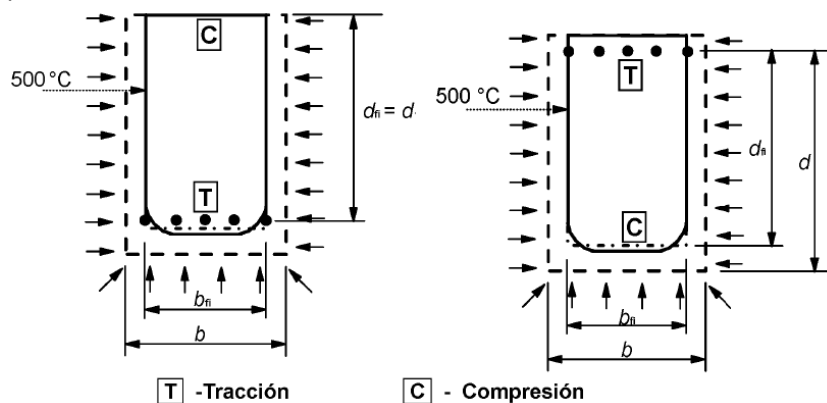 C
500 °C
d_fi = d
T
b_fi
b
T
500 °C
d_fi
d
C
b_fi
b
T -Tracción
C - Compresión